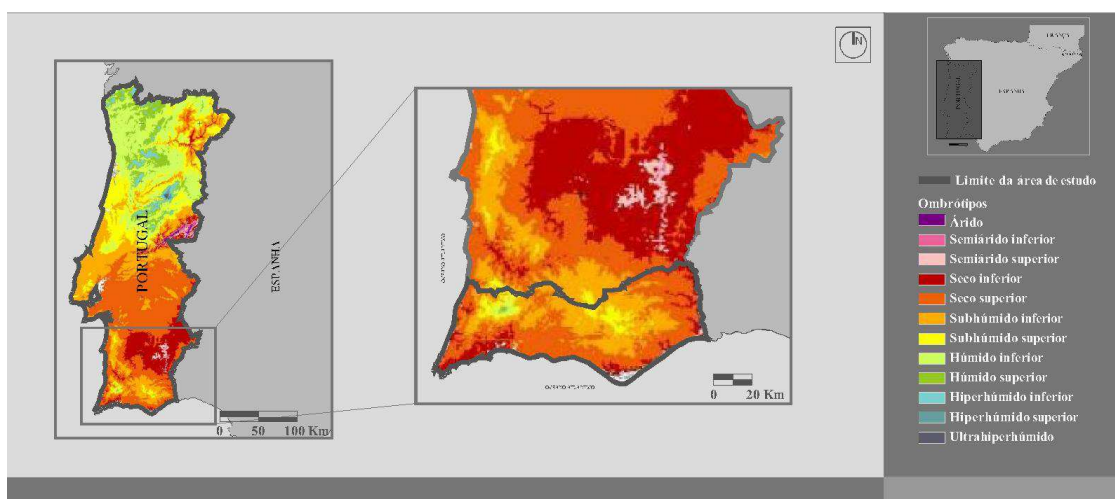 N
PORTUGAL
ESPANHA
0 50 100 Km
0 20 Km
FRANÇA
PORTUGAL
ESPANHA
Limite da área de estudo
Ombrótipos
Árido
Semiárido inferior
Semiárido superior
Seco inferior
Seco superior
Subhúmido inferior
Subhúmido superior
Húmido inferior
Húmido superior
Hiperhúmido inferior
Hiperhúmido superior
Ultrahiperhúmido